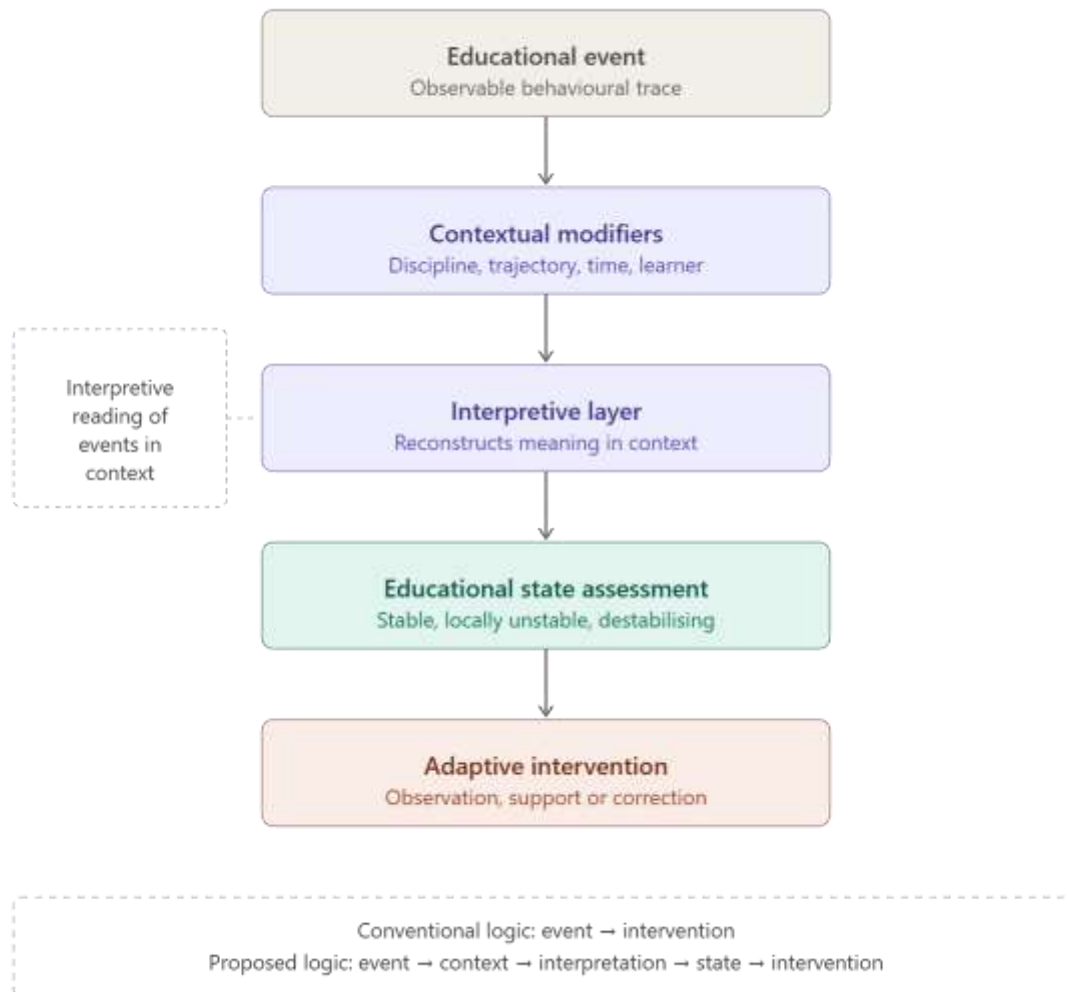 Educational event
Observable behavioural trace
Contextual modifiers
Discipline, trajectory, time, learner
Interpretive
reading of
events in
context
Interpretive layer
Reconstructs meaning in context
Educational state assessment
Stable, locally unstable, destabilising
Adaptive intervention
Observation, support or correction
Conventional logic: event → intervention
Proposed logic: event → context → interpretation → state → intervention